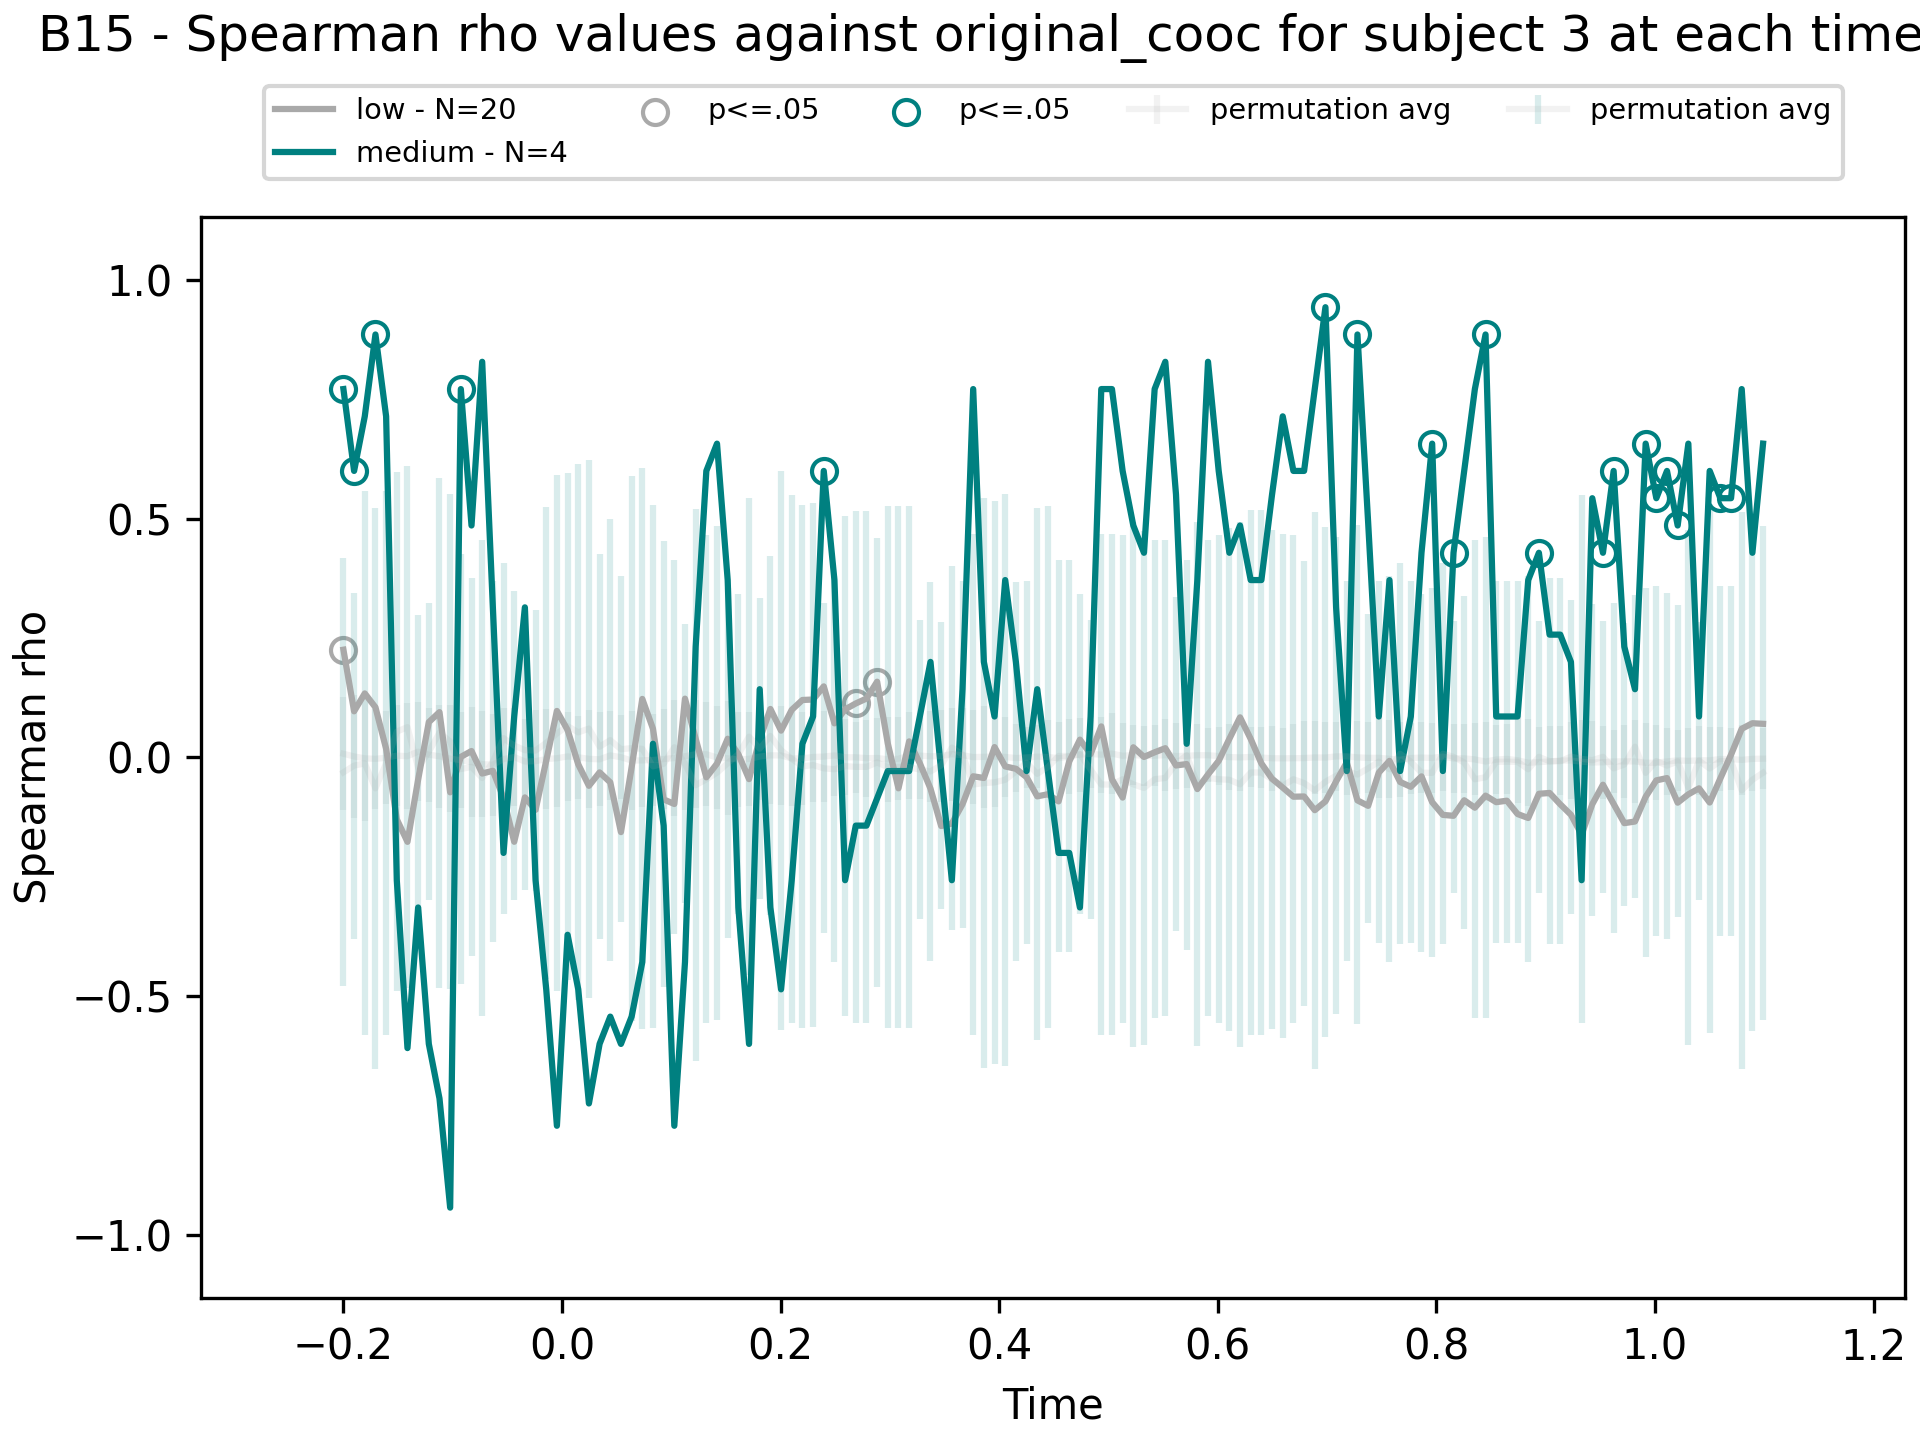 B15 - Spearman rho values against original_cooc for subject 3 at each time
low - N=20
medium - N=4
p<=.05
p<=.05
permutation avg
permutation avg
Spearman rho
1.0
0.5
0.0
−0.5
−1.0
−0.2 0.0 0.2 0.4 0.6 0.8 1.0 1.2
Time